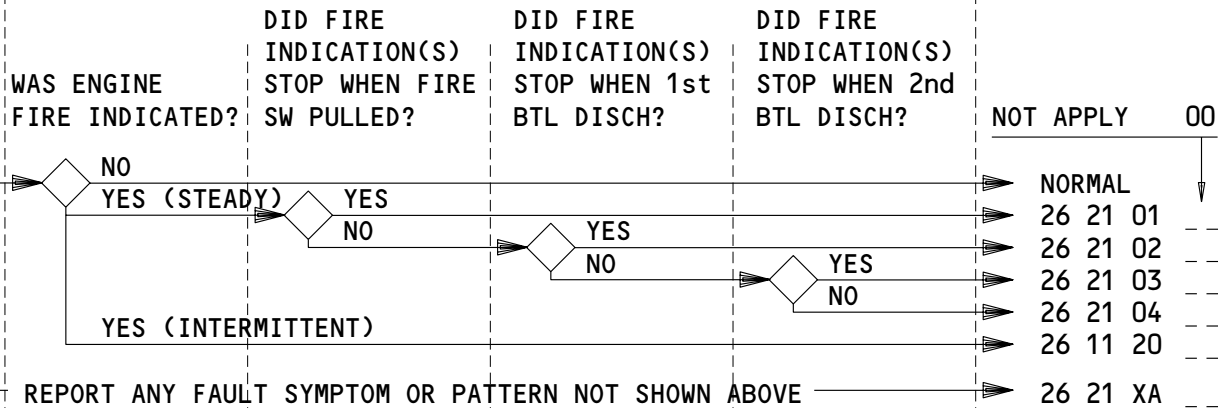 DID FIRE
INDICATION(S)
STOP WHEN FIRE
SW PULLED?
DID FIRE
INDICATION(S)
STOP WHEN 1st
BTL DISCH?
DID FIRE
INDICATION(S)
STOP WHEN 2nd
BTL DISCH?
WAS ENGINE
FIRE INDICATED?
NOT APPLY 00
NO
NORMAL
YES (STEADY)
YES
26 21 01 _ _
NO
YES
26 21 02 _ _
NO
YES
26 21 03 _ _
NO
26 21 04 _ _
YES (INTERMITTENT)
26 11 20 _ _
REPORT ANY FAULT SYMPTOM OR PATTERN NOT SHOWN ABOVE
26 21 XA _ _